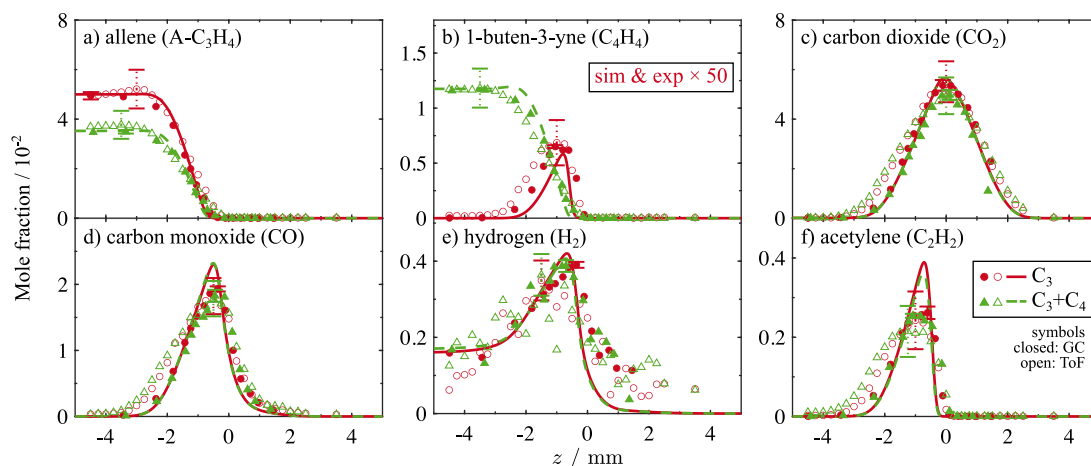 8
a) allene (A-C₃H₄)
4
0
1.5
b) 1-buten-3-yne (C₄H₄)
sim & exp × 50
1
0.5
0
8
c) carbon dioxide (CO₂)
4
0
Mole fraction / 10⁻²
d) carbon monoxide (CO)
2
1
0
-4 -2 0 2 4
e) hydrogen (H₂)
0.4
0.2
0
-4 -2 0 2 4
z / mm
f) acetylene (C₂H₂)
0.4
0.2
0
-4 -2 0 2 4
C₃
C₃+C₄
symbols
closed: GC
open: ToF